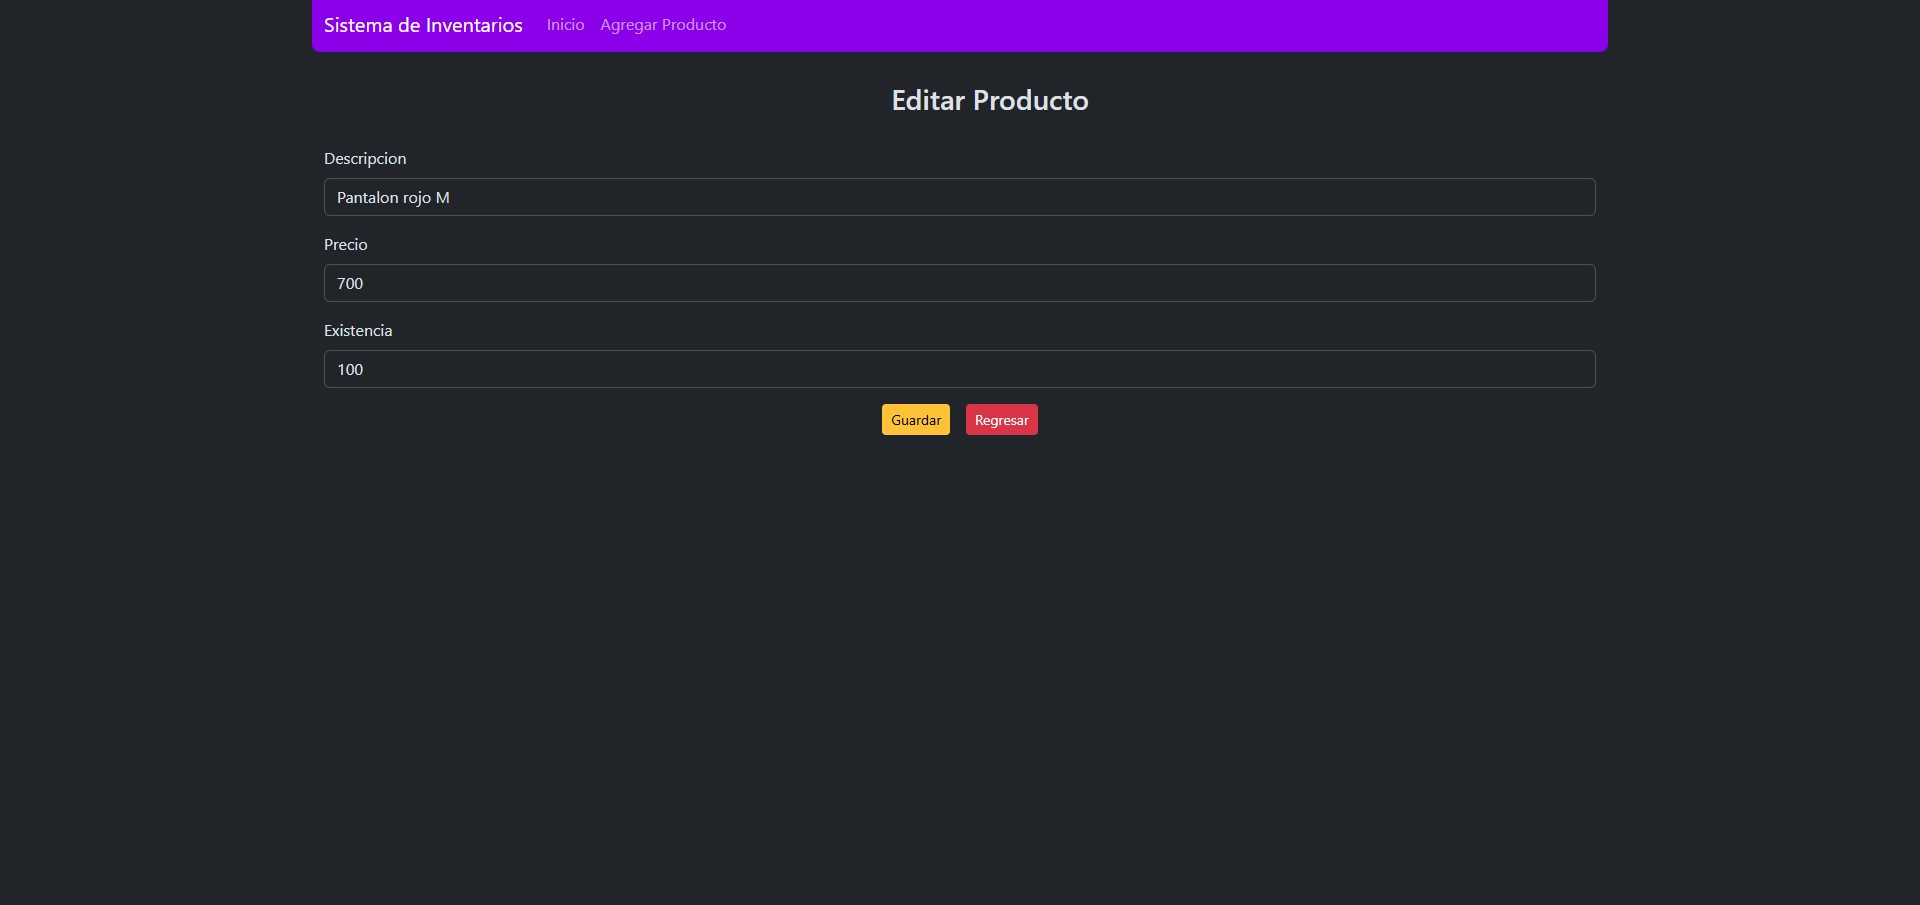 Sistema de Inventarios Inicio Agregar Producto
Editar Producto
Descripcion
Pantalon rojo M
Precio
700
Existencia
100
Guardar Regresar